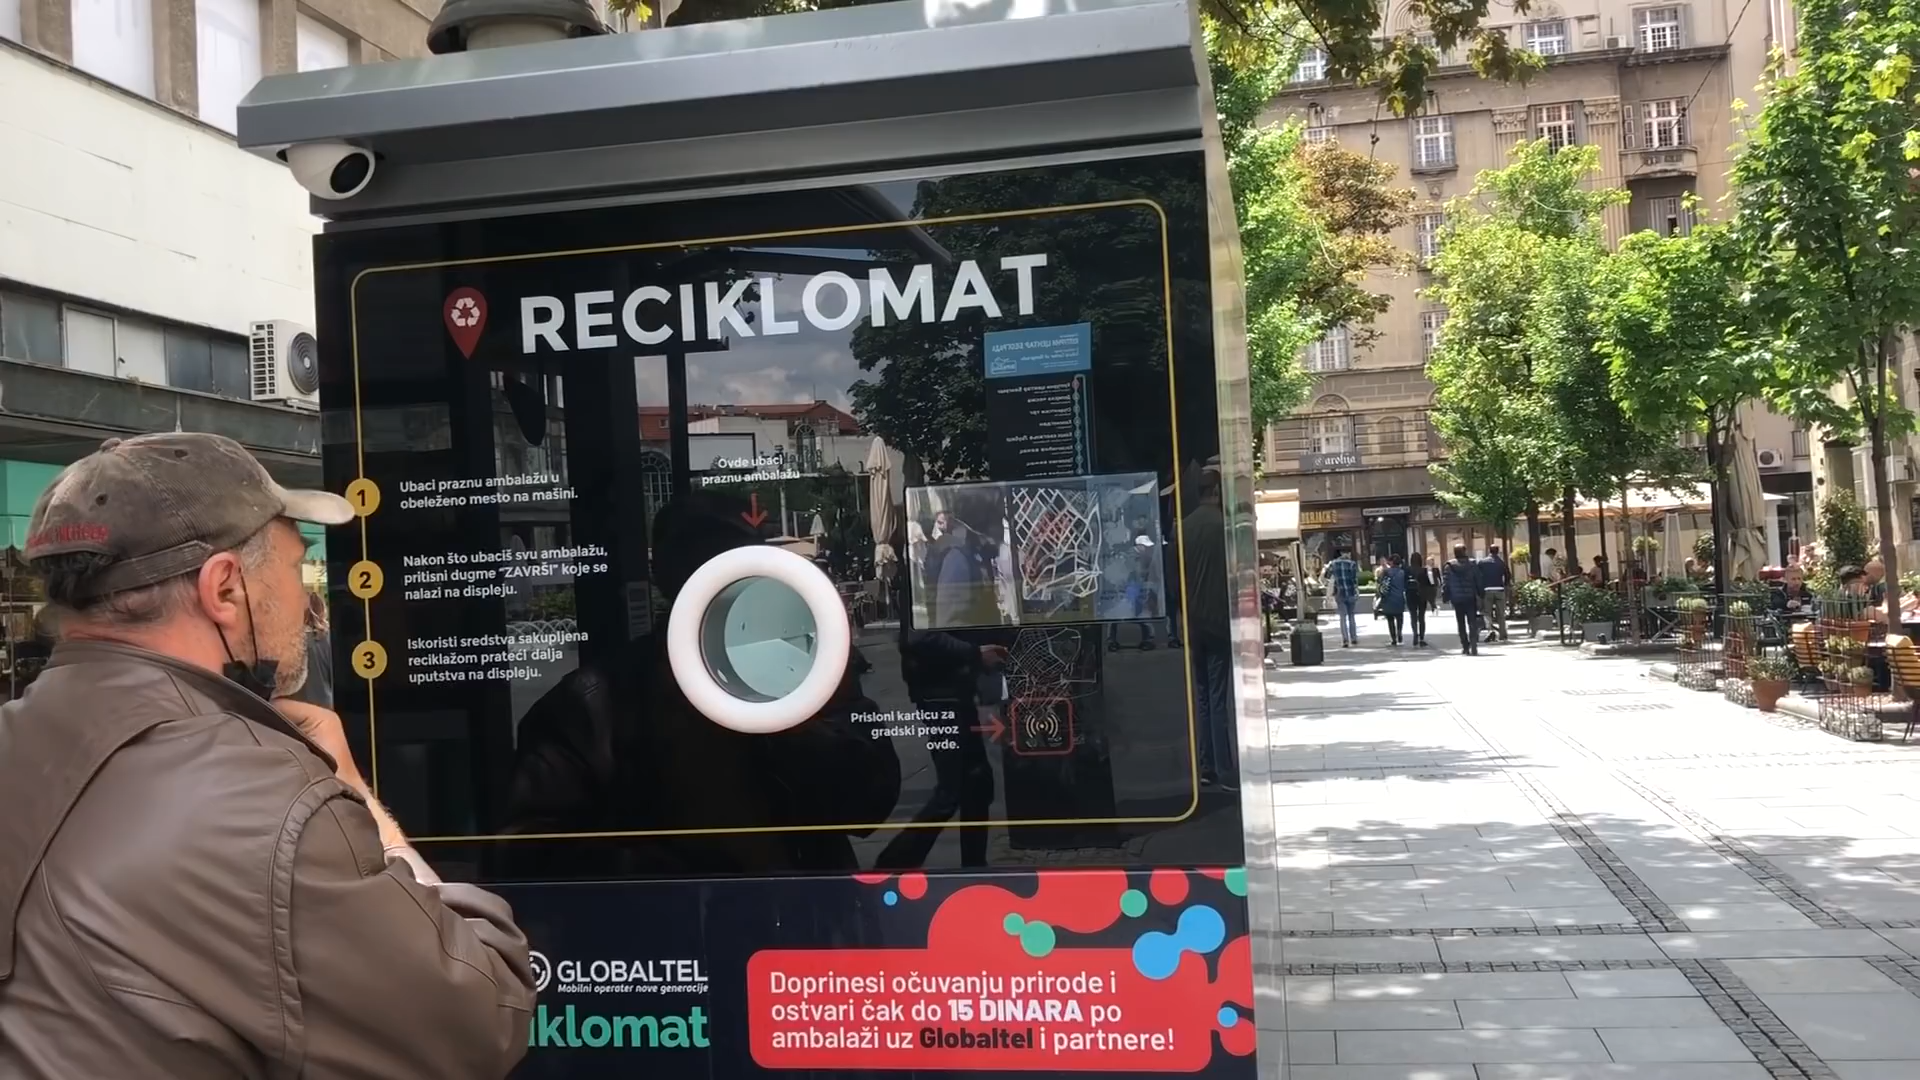 RECIKLOMAT
1
Ubaci praznu ambalažu u
obeleženo mesto na mašini.
2
Nakon što ubaciš svu ambalažu,
pritisni dugme “ZAVRŠI” koje se
nalazi na displeju.
3
Iskoristi sredstva sakupljena
reciklažom prateći dalja
uputstva na displeju.
Ovde ubaci
praznu ambalažu
Prisloni karticu za
gradski prevoz
ovde.
GLOBALTEL
Mobilni operater nove generacije
iklomat
Doprinesi očuvanju prirode i
ostvari čak do 15 DINARA po
ambalaži uz Globaltel i partnere!